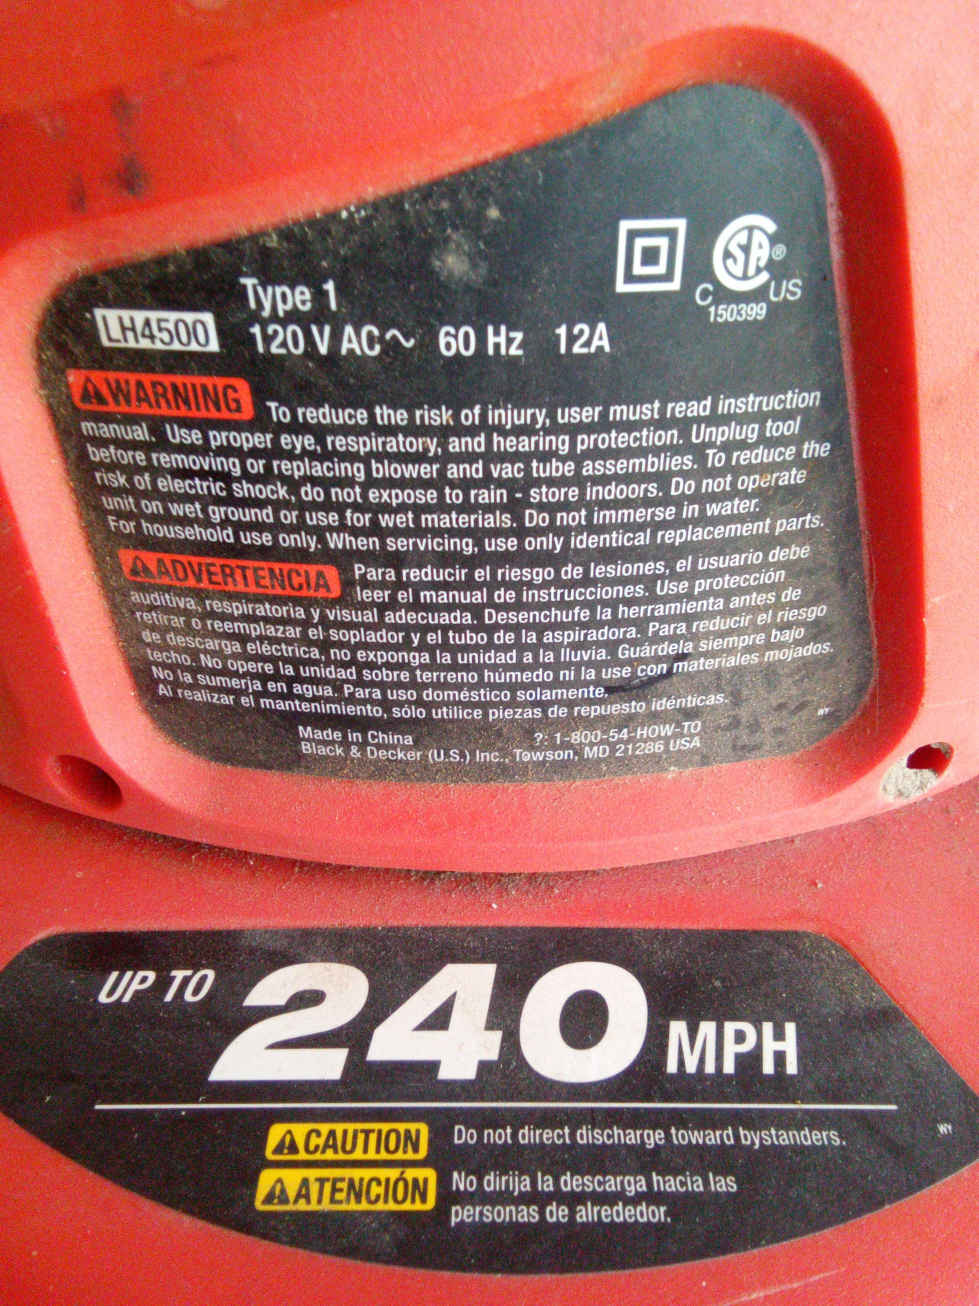 Type 1
LH4500 120 V AC~ 60 Hz 12A
CSA®
C US
150399
WARNING To reduce the risk of injury, user must read instruction
manual. Use proper eye, respiratory, and hearing protection. Unplug tool
before removing or replacing blower and vac tube assemblies. To reduce the
risk of electric shock, do not expose to rain - store indoors. Do not operate
unit on wet ground or use for wet materials. Do not immerse in water.
For household use only. When servicing, use only identical replacement parts.
ADVERTENCIA Para reducir el riesgo de lesiones, el usuario debe
leer el manual de instrucciones. Use protección
auditiva, respiratoria y visual adecuada. Desenchufe la herramienta antes de
retirar o reemplazar el soplador y el tubo de la aspiradora. Para reducir el riesgo
de descarga eléctrica, no exponga la unidad a la lluvia. Guárdela siempre bajo
techo. No opere la unidad sobre terreno húmedo ni la use con materiales mojados.
No la sumerja en agua. Para uso doméstico solamente.
Al realizar el mantenimiento, sólo utilice piezas de repuesto idénticas.
WY
Made in China ?: 1-800-54-HOW-TO
Black & Decker (U.S.) Inc., Towson, MD 21286 USA
UP TO 240 MPH
CAUTION Do not direct discharge toward bystanders.
WY
ATENCIÓN No dirija la descarga hacia las
personas de alrededor.